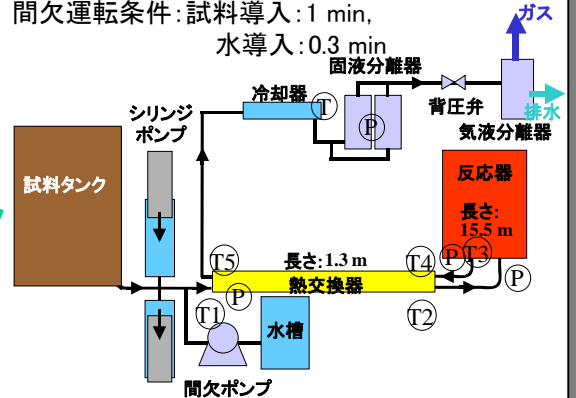 間欠運転条件:試料導入:1 min,
水導入:0.3 min
ガス
固液分離器
冷却器
T
P
背圧弁
排水
気液分離器
シリンジ
ポンプ
試料タンク
反応器
長さ:
15.5 m
T5
長さ:1.3 m
T4
P
T3
熱交換器
P
P
T1
T2
水槽
間欠ポンプ